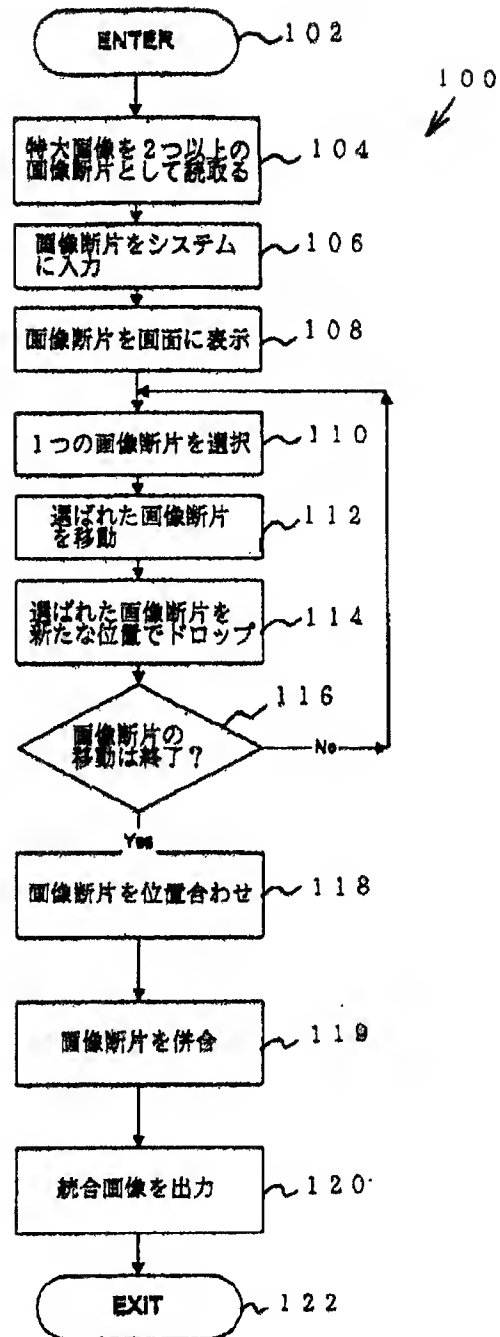 ENTER
102
100
特大画像を2つ以上の
画像断片として読取る
104
画像断片をシステム
に入力
106
画像断片を画面に表示
108
1つの画像断片を選択
110
選ばれた画像断片
を移動
112
選ばれた画像断片を
新たな位置でドロップ
114
116
画像断片の
移動は終了?
No
Yes
画像断片を位置合わせ
118
画像断片を併合
119
統合画像を出力
120
EXIT
122